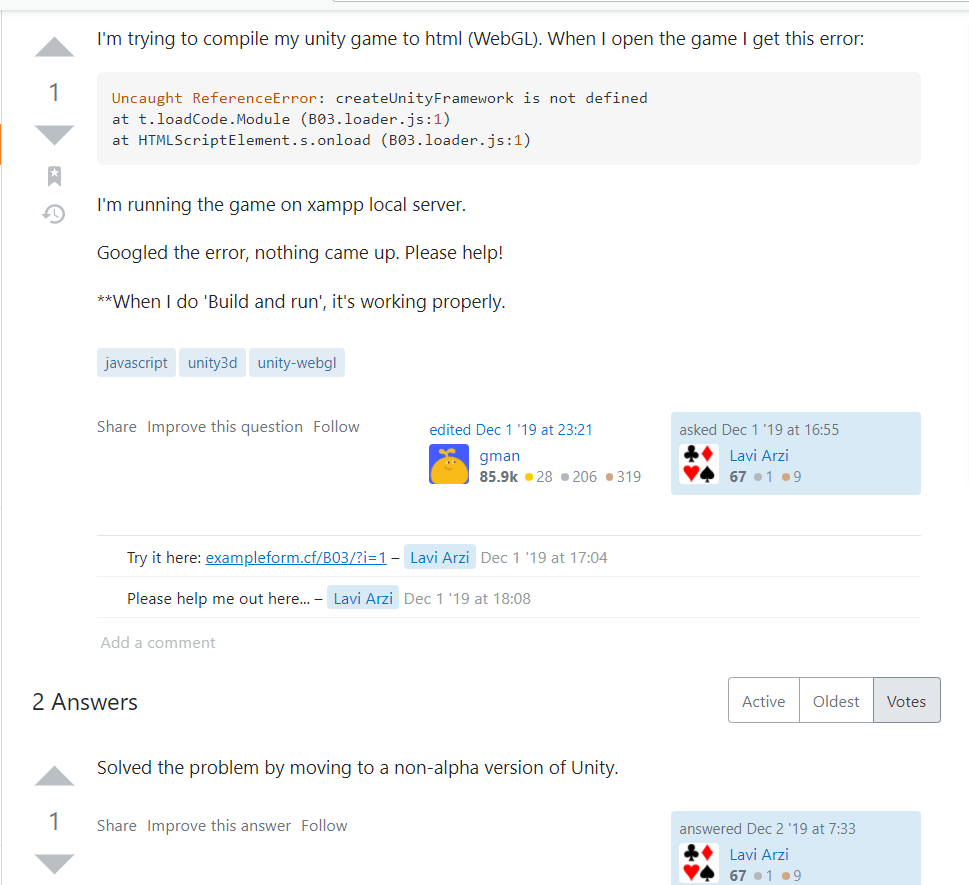 I'm trying to compile my unity game to html (WebGL). When I open the game I get this error:
1
Uncaught ReferenceError: createUnityFramework is not defined
at t.loadCode.Module (B03.loader.js:1)
at HTMLScriptElement.s.onload (B03.loader.js:1)
I'm running the game on xampp local server.
Googled the error, nothing came up. Please help!
**When I do 'Build and run', it's working properly.
javascript unity3d unity-webgl
Share Improve this question Follow
edited Dec 1 '19 at 23:21
gman
85.9k 28 206 319
asked Dec 1 '19 at 16:55
Lavi Arzi
67 1 9
Try it here: exampleform.cf/B03/?i=1 – Lavi Arzi Dec 1 '19 at 17:04
Please help me out here... – Lavi Arzi Dec 1 '19 at 18:08
Add a comment
2 Answers
Active Oldest Votes
Solved the problem by moving to a non-alpha version of Unity.
1
Share Improve this answer Follow
answered Dec 2 '19 at 7:33
Lavi Arzi
67 1 9